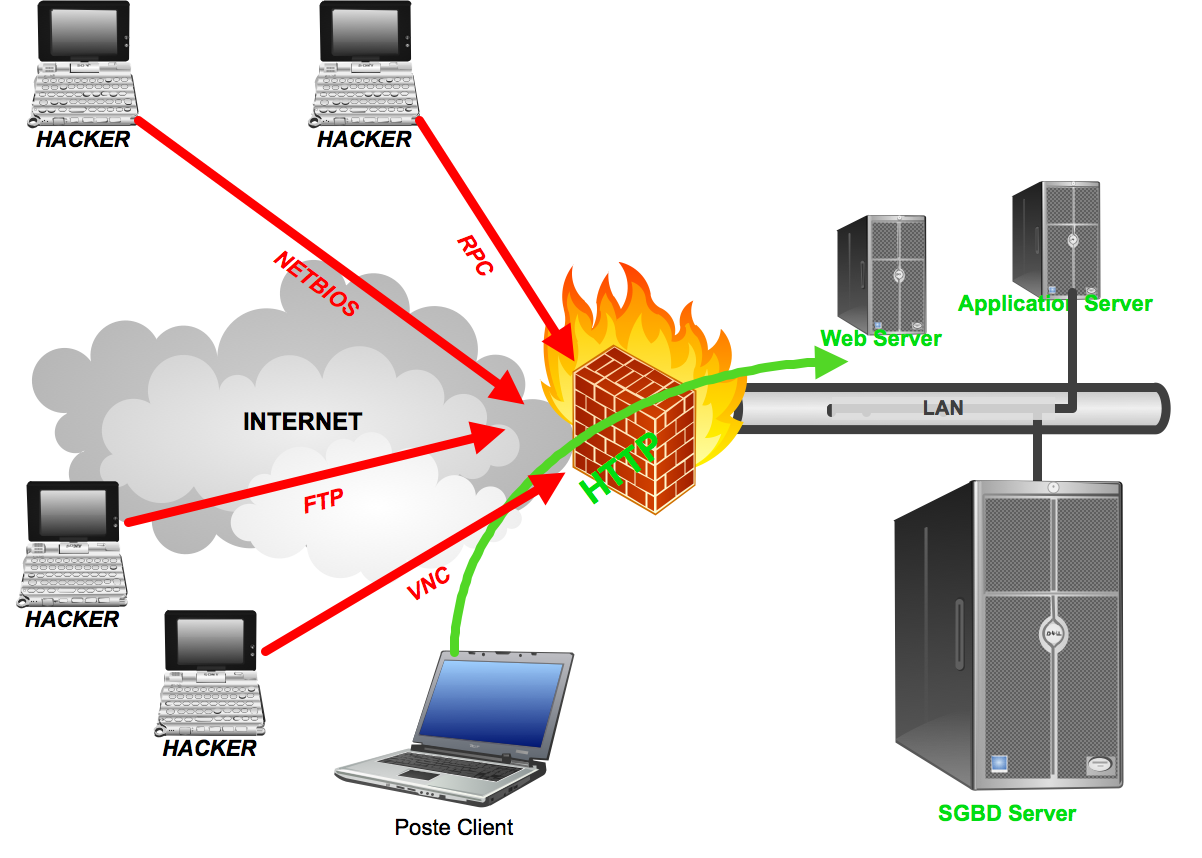 HACKER
HACKER
RPC
NETBIOS
Application Server
Web Server
LAN
INTERNET
HTTP
FTP
VNC
HACKER
HACKER
DELL
SGBD Server
Poste Client